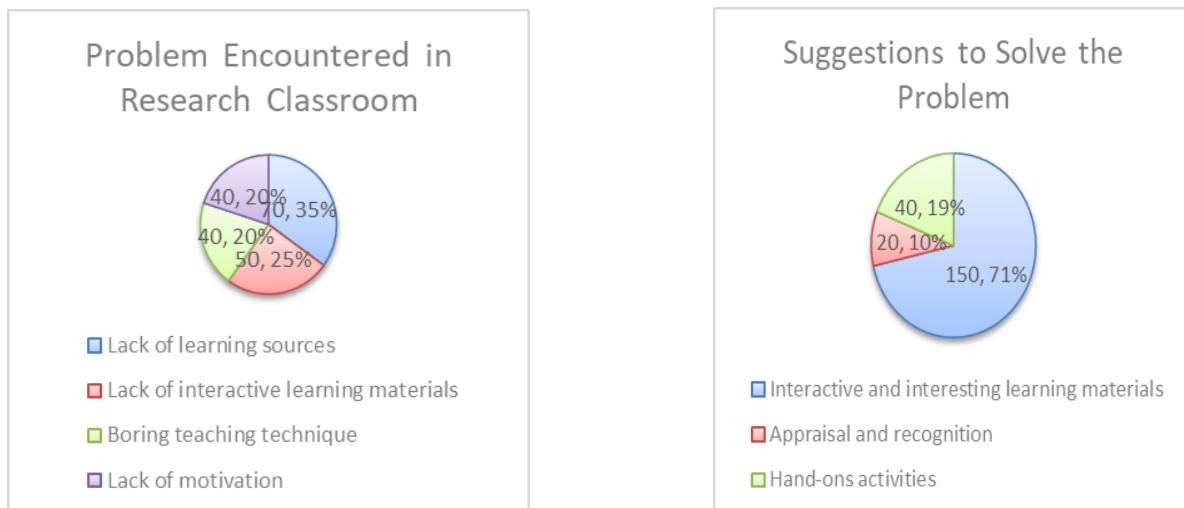 Problem Encountered in
Research Classroom
40, 20%
70, 35%
40, 20%
50, 25%
Lack of learning sources
Lack of interactive learning materials
Boring teaching technique
Lack of motivation
Suggestions to Solve the
Problem
40, 19%
20, 10%
150, 71%
Interactive and interesting learning materials
Appraisal and recognition
Hand-ons activities